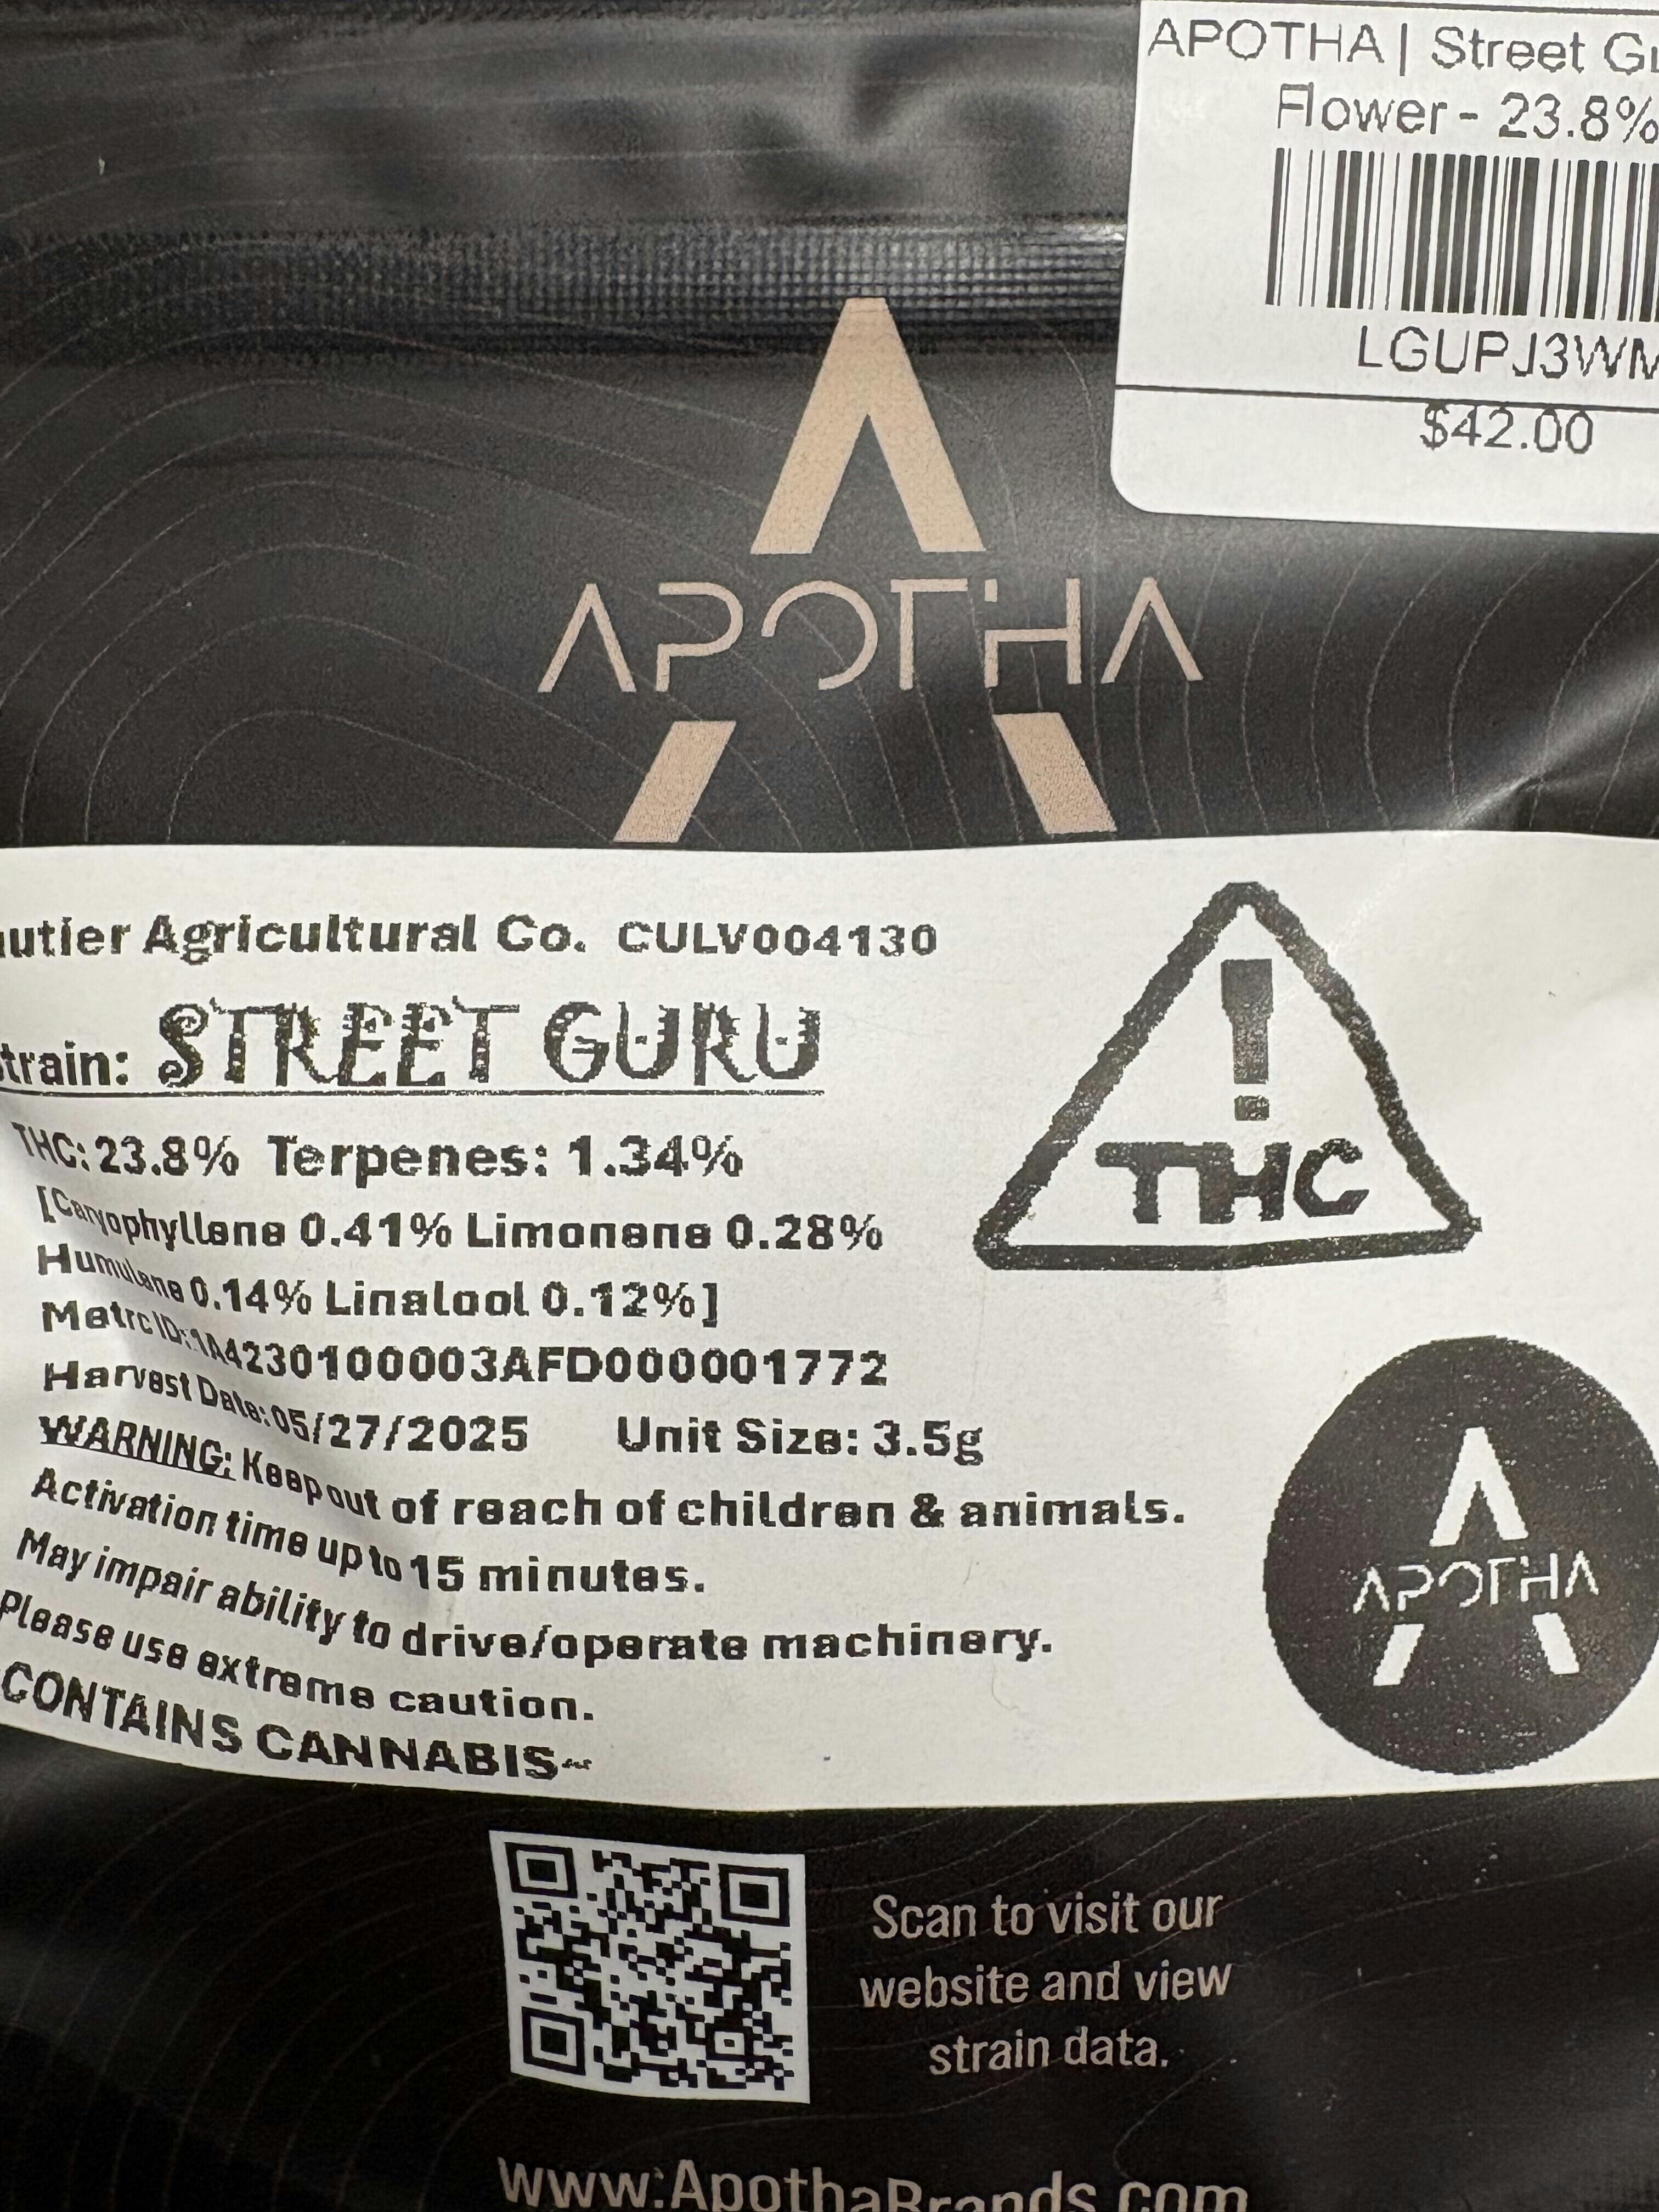 APOTHA | Street
Flower - 23.8%
LGUPJ3WM
$42.00
APOTHA
Agricultural Co. CULV004130
STREET GURU
THC: 23.8% Terpenes: 1.34%
[Caryophyllene 0.41% Limonene 0.28%
Humulene 0.14% Linalool 0.12%]
Metrc ID: 1A4230100003AFD000001772
Harvest Date: 05/27/2025 Unit Size: 3.5g
WARNING: Keep out of reach of children & animals.
Activation time up to 15 minutes.
May impair ability to drive/operate machinery.
Please use extreme caution.
CONTAINS CANNABIS
!
THC
APOTHA
Scan to visit our
website and view
strain data.
www.ApothaBrands.com